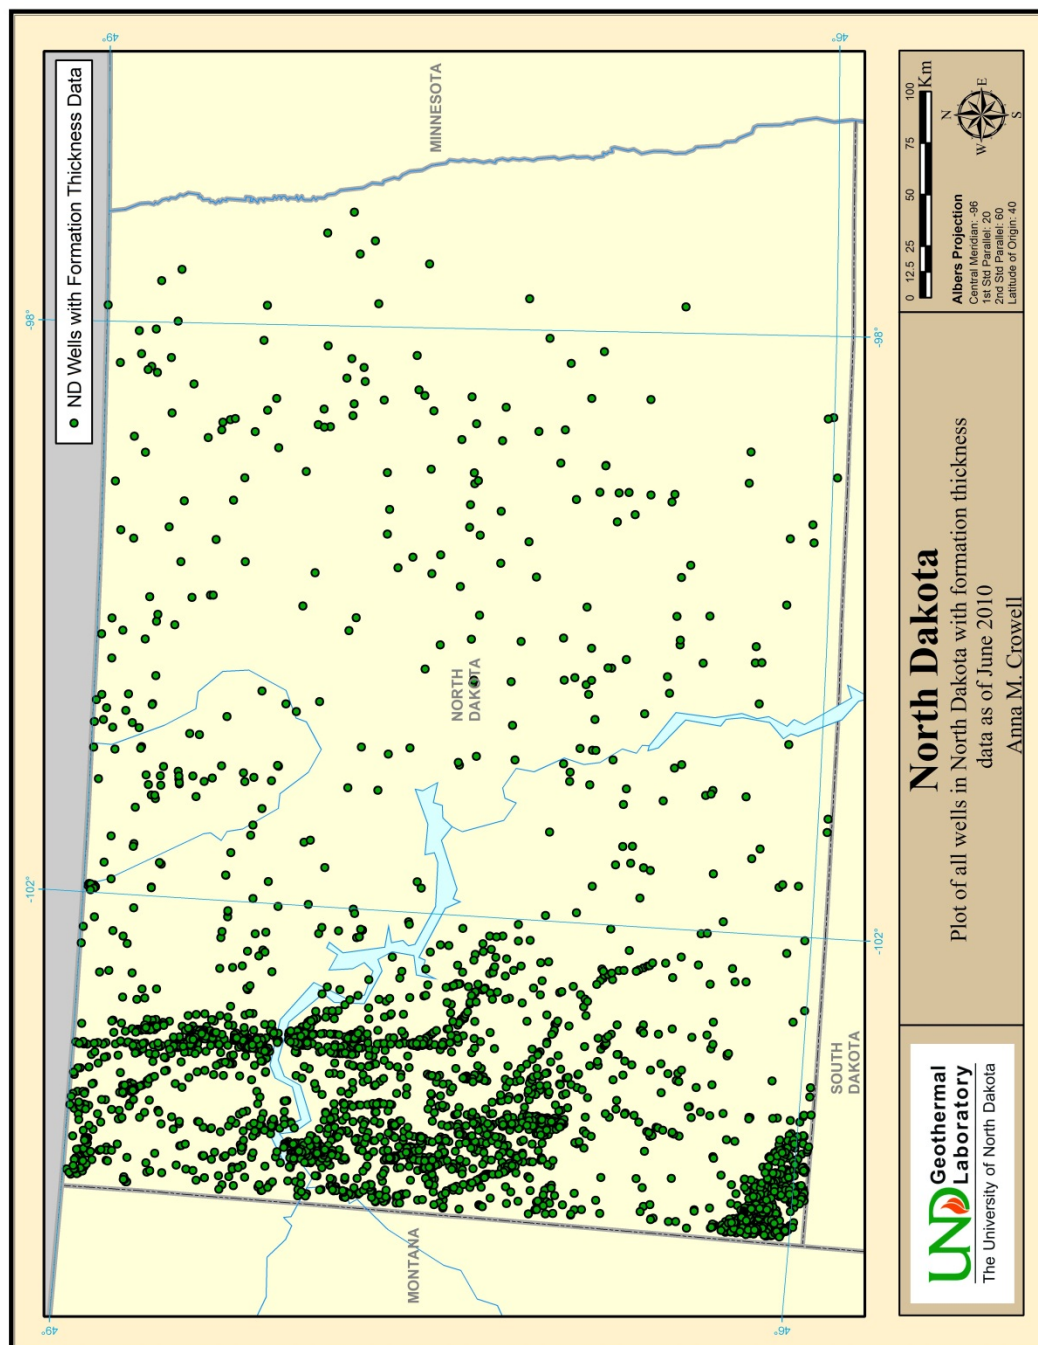 ND Wells with Formation Thickness Data
49°
-98°
-102°
49°
46°
46°
-98°
-102°
MONTANA
NORTH
DAKOTA
MINNESOTA
SOUTH
DAKOTA
UND Geothermal
Laboratory
The University of North Dakota
North Dakota
Plot of all wells in North Dakota with formation thickness
data as of June 2010
Anna M. Crowell
0 12.5 25 50 75 100
Km
Albers Projection
Central Meridian: -96
1st Std Parallel: 20
2nd Std Parallel: 60
Latitude of Origin: 40
N
W E
S